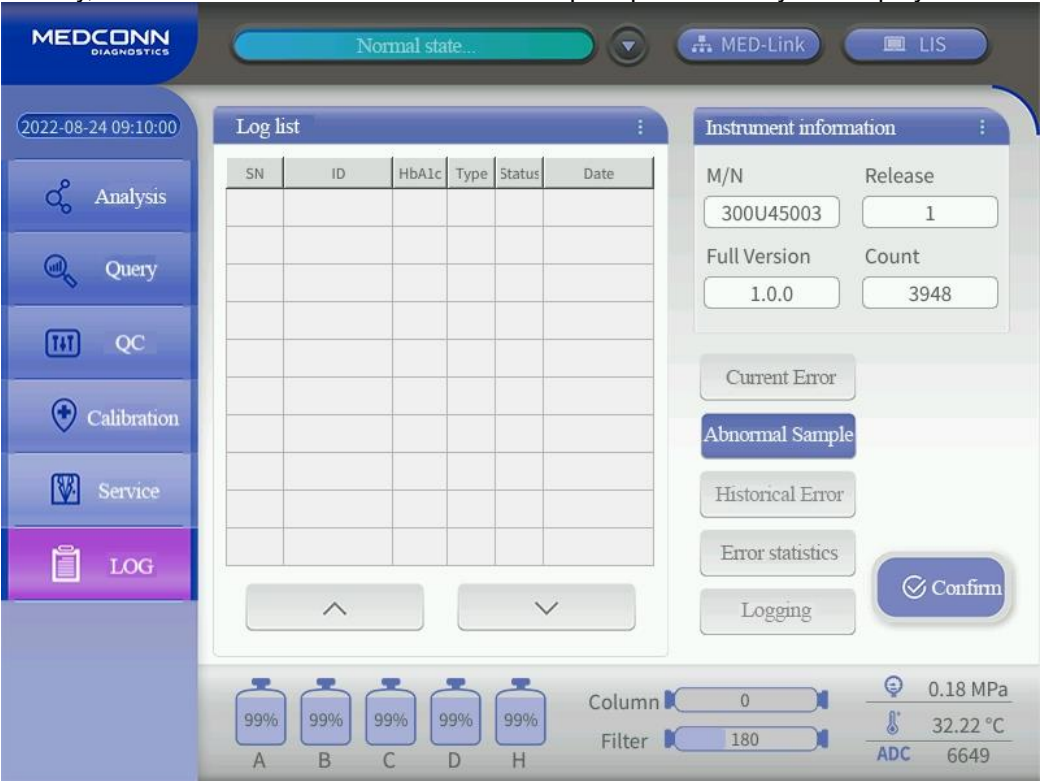 MEDCONN
DIAGNOSTICS
Normal state...
MED-Link
LIS
2022-08-24 09:10:00
Analysis
Query
QC
Calibration
Service
LOG
Log list
SN ID HbA1c Type Status Date
Instrument information
M/N Release
300U45003 1
Full Version Count
1.0.0 3948
Current Error
Abnormal Sample
Historical Error
Error statistics
Logging
Confirm
99% 99% 99% 99% 99%
A B C D H
Column 0
Filter 180
0.18 MPa
32.22 °C
ADC 6649